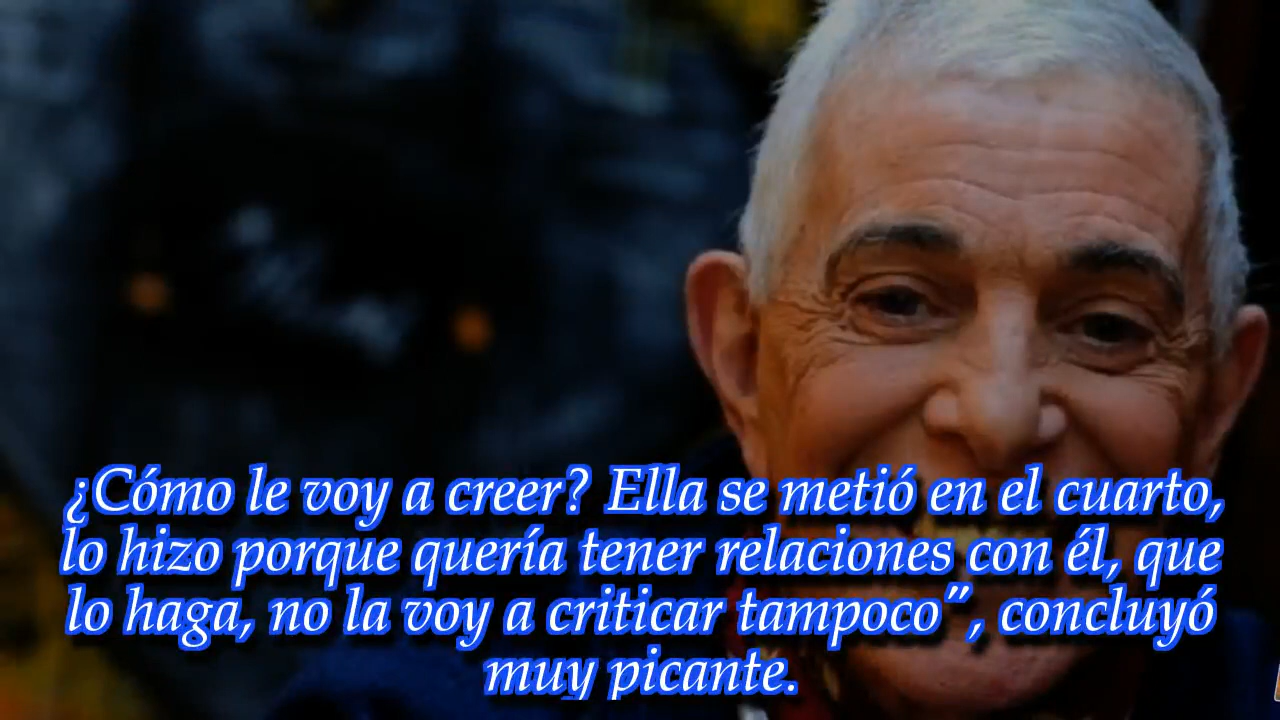 ¿Cómo le voy a creer? Ella se metió en el cuarto,
lo hizo porque quería tener relaciones con él, que
lo haga, no la voy a criticar tampoco”, concluyó
muy picante.